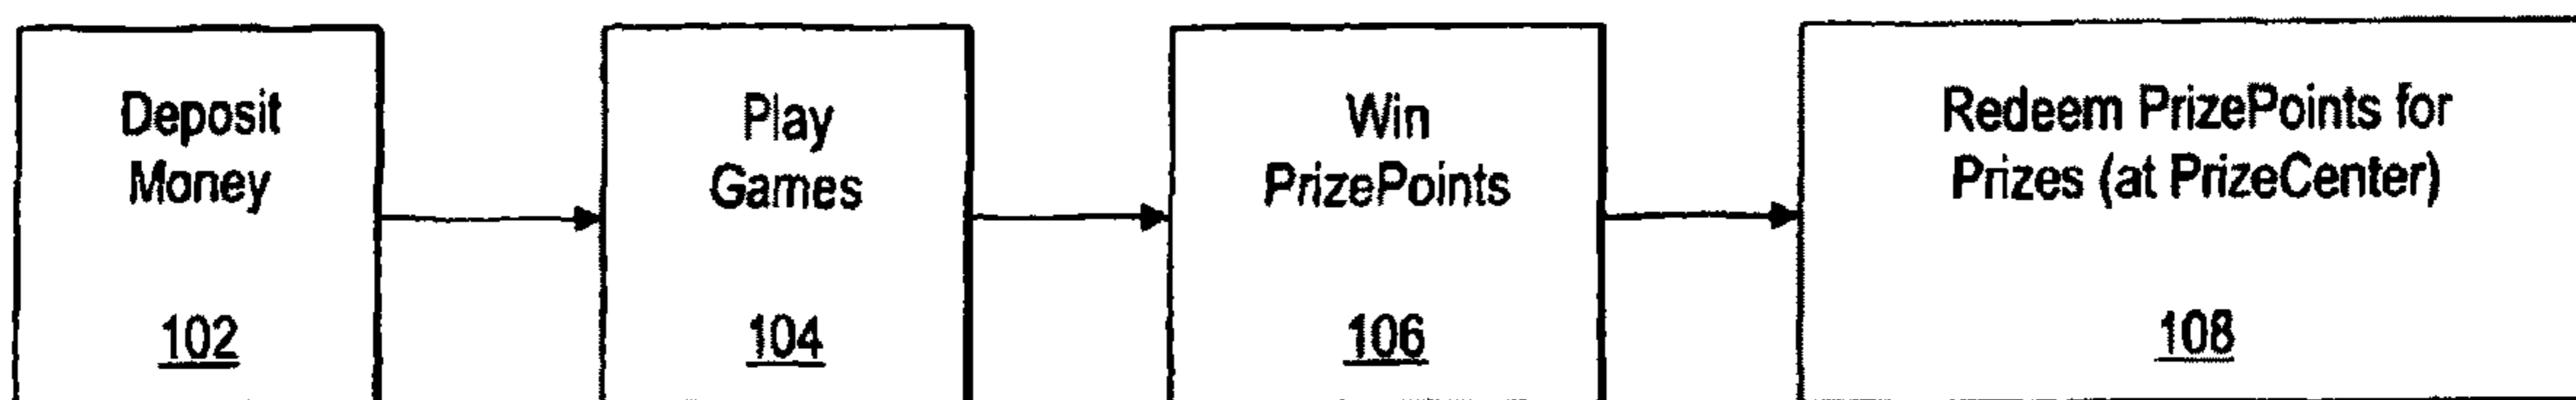 Deposit
Money
102
Play
Games
104
Win
PrizePoints
106
Redeem PrizePoints for
Prizes (at PrizeCenter)
108